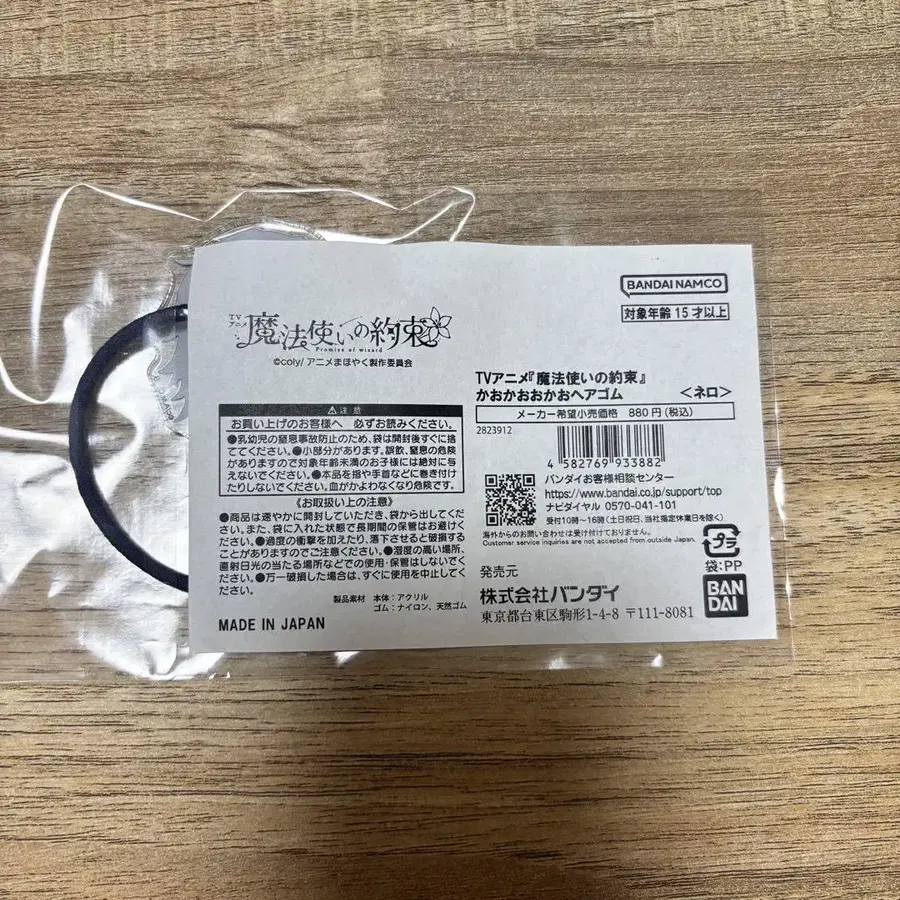 BANDAI NAMCO
対象年齢 15才以上
TVアニメ 魔法使いの約束
Promise of wizard
©coly/アニメまほやく製作委員会
⚠注意
お買い上げのお客様へ 必ずお読みください。
●乳幼児の窒息事故防止のため、袋は開封後すぐに捨
ててください。●小部分があります。誤飲、窒息の危険
がありますので対象年齢未満のお子様には絶対に与
えないでください。●本品を指や手首などに巻き付け
たりしないでください。血がかよわなくなり危険です。
《お取扱い上の注意》
●商品は速やかに開封していただき、袋から出してくださ
い。また、袋に入れた状態で長期間の保管はお避けくだ
さい。●過度の衝撃を加えたり、落下させると破損する
ことがありますのでご注意ください。●湿度の高い場所、
直射日光の当たる場所などでの使用・保管はしないでく
ださい。●万一破損した場合は、すぐに使用を中止してく
ださい。
製品素材 本体：アクリル
ゴム：ナイロン、天然ゴム
MADE IN JAPAN
TVアニメ『魔法使いの約束』
かおかおおかおヘアゴム <ネロ>
メーカー希望小売価格 880円(税込)
2823912
4 582769 933882
バンダイお客様相談センター
https://www.bandai.co.jp/support/top
ナビダイヤル 0570-041-101
受付10時〜16時(土日祝日、当社指定休業日を除く)
海外からのお問い合わせは受け付けておりません。
Customer service inquiries are not accepted from outside Japan.
プラ
袋:PP
発売元
株式会社バンダイ
東京都台東区駒形1-4-8 〒111-8081
BAN
DAI